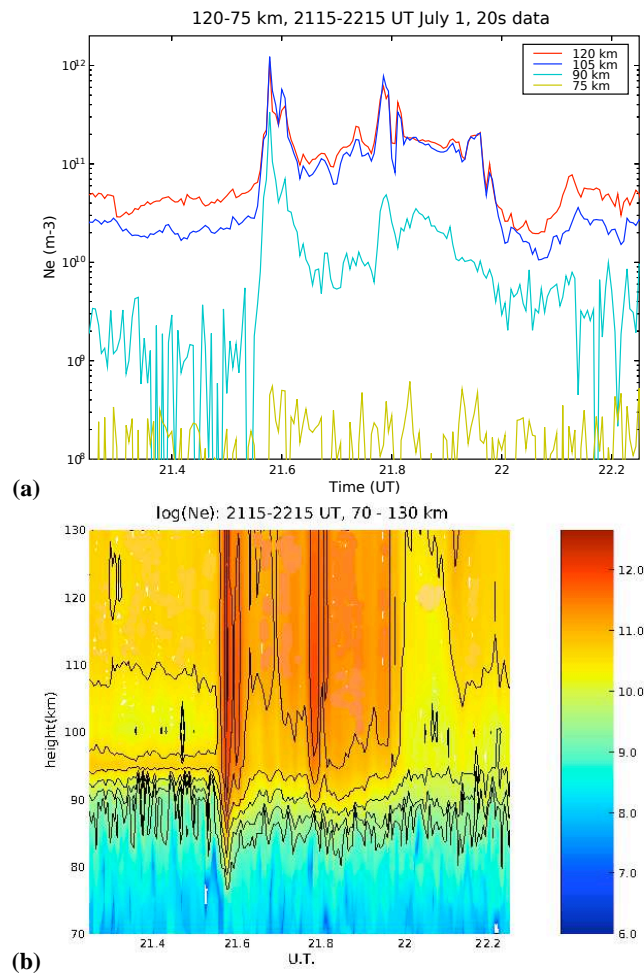 120-75 km, 2115-2215 UT July 1, 20s data
120 km
105 km
90 km
75 km
10^12
10^11
10^10
10^9
10^8
Ne (m-3)
21.4 21.6 21.8 22 22.2
Time (UT)
(a)
log(Ne): 2115-2215 UT, 70 - 130 km
130
120
110
100
90
80
70
height(km)
21.4 21.6 21.8 22 22.2
U.T.
12.0
11.0
10.0
9.0
8.0
7.0
6.0
(b)